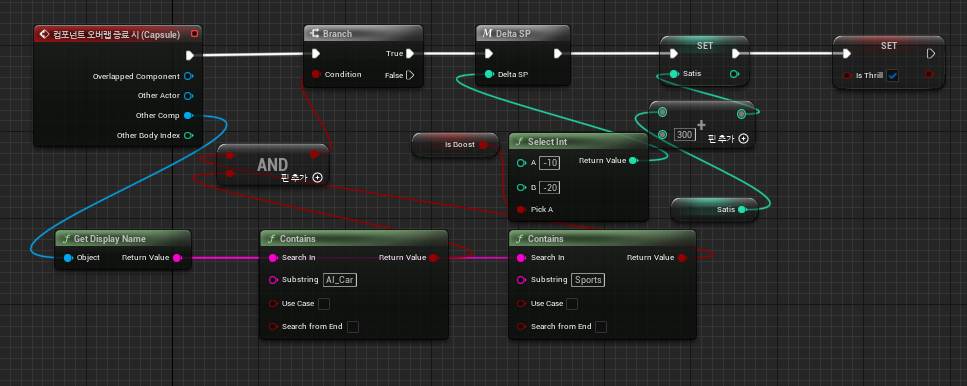 컴포넌트 오버랩 종료 시 (Capsule)
Overlapped Component
Other Actor
Other Comp
Other Body Index
Branch
True
Condition
False
M Delta SP
Delta SP
SET
Satis
SET
Is Thrill
300
+
핀 추가
Is Boost
f Select Int
A -10
Return Value
B -20
Pick A
AND
핀 추가
Satis
f Get Display Name
Object
Return Value
f Contains
Search In
Return Value
Substring AI_Car
Use Case
Search from End
f Contains
Search In
Return Value
Substring Sports
Use Case
Search from End